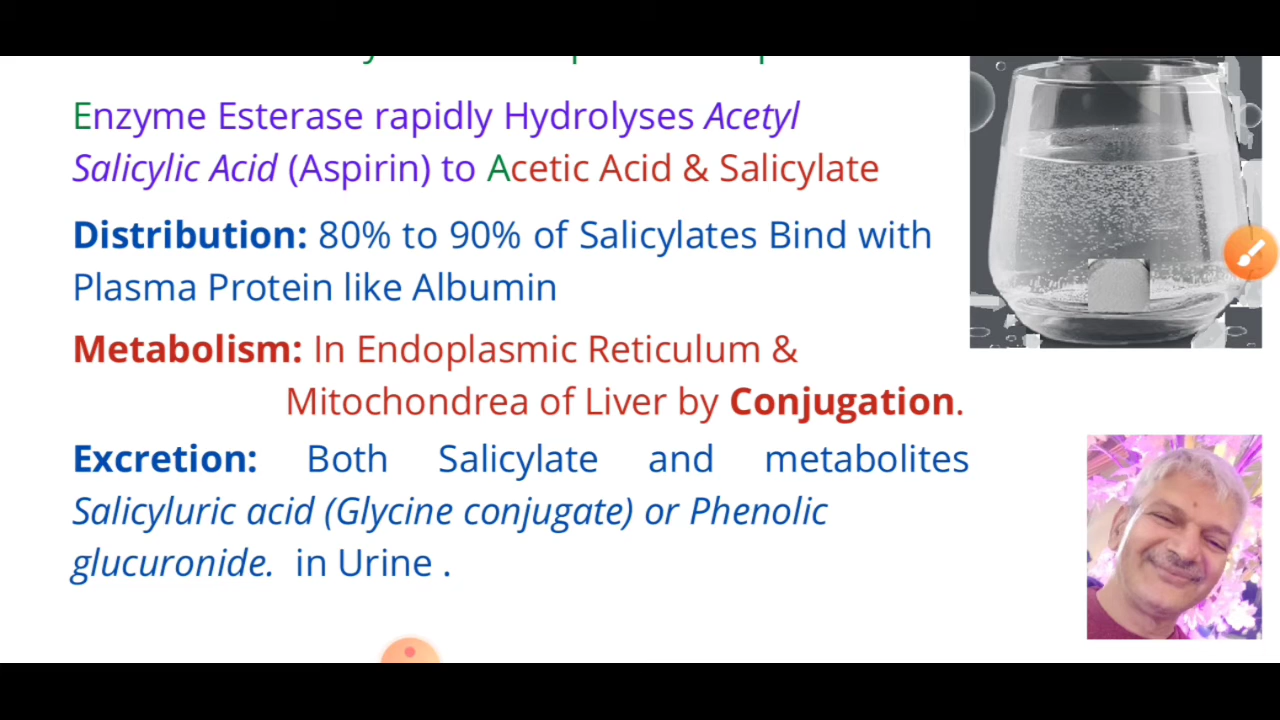 Enzyme Esterase rapidly Hydrolyses Acetyl
Salicylic Acid (Aspirin) to Acetic Acid & Salicylate
Distribution: 80% to 90% of Salicylates Bind with
Plasma Protein like Albumin
Metabolism: In Endoplasmic Reticulum &
Mitochondrea of Liver by Conjugation.
Excretion: Both Salicylate and metabolites
Salicyluric acid (Glycine conjugate) or Phenolic
glucuronide. in Urine .